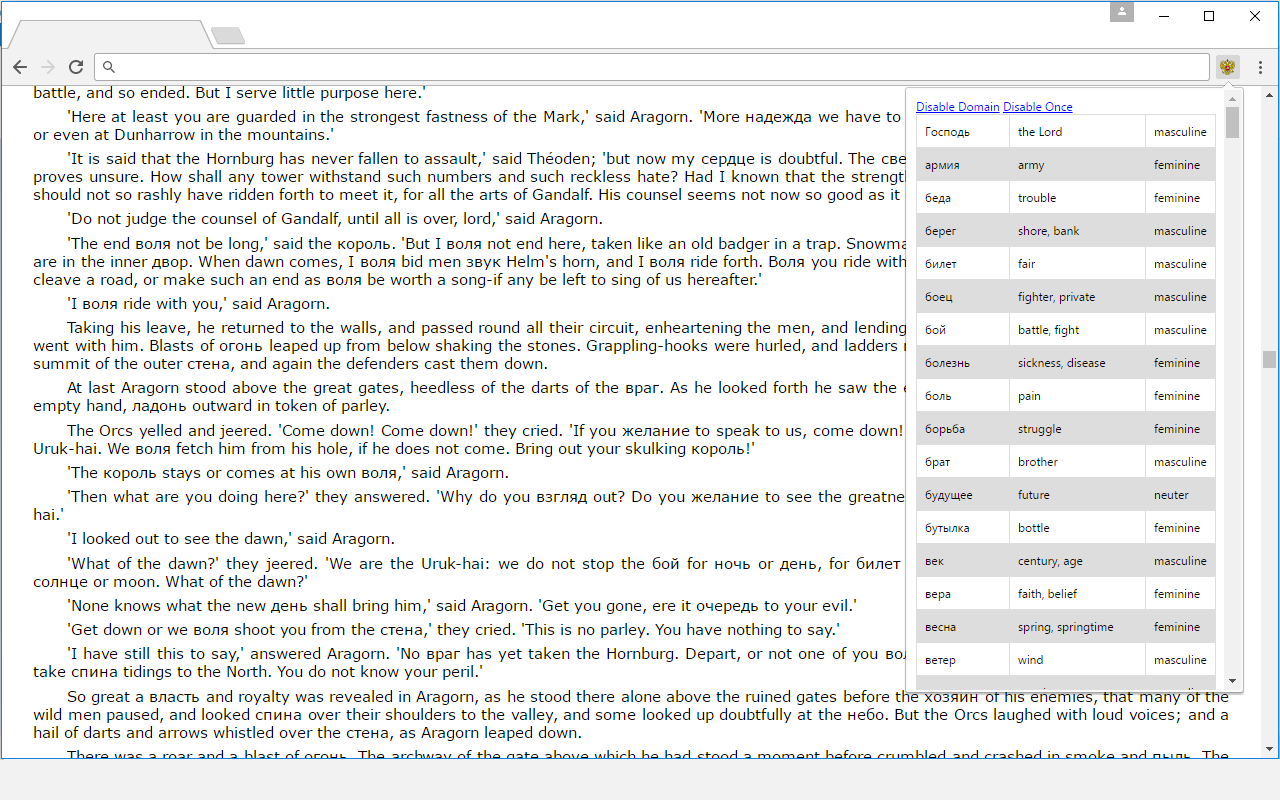 battle, and so ended. But I serve little purpose here.'
'Here at least you are guarded in the strongest fastness of the Mark,' said Aragorn. 'More надежда we have to
or even at Dunharrow in the mountains.'
'It is said that the Hornburg has never fallen to assault,' said Théoden; 'but now my сердце is doubtful. The
proves unsure. How shall any tower withstand such numbers and such reckless hate? Had I known that the
should not so rashly have ridden forth to meet it, for all the arts of Gandalf. His counsel seems not now so good as it
'Do not judge the counsel of Gandalf, until all is over, lord,' said Aragorn.
'The end воля not be long,' said the король. 'But I воля not end here, taken like an old badger in a trap.
are in the inner двор. When dawn comes, I воля bid men звук Helm's horn, and I воля ride forth. Воля you ride with
cleave a road, or make such an end as воля be worth a song-if any be left to sing of us hereafter.'
'I воля ride with you,' said Aragorn.
Taking his leave, he returned to the walls, and passed round all their circuit, enheartening the men, and lending
went with him. Blasts of огонь leaped up from below shaking the stones. Grappling-hooks were hurled, and ladders
summit of the outer стена, and again the defenders cast them down.
At last Aragorn stood above the great gates, heedless of the darts of the враг. As he looked forth he saw the
empty hand, ладонь outward in token of parley.
The Orcs yelled and jeered. 'Come down! Come down!' they cried. 'If you желание to speak to us, come down!
Uruk-hai. We воля fetch him from his hole, if he does not come. Bring out your skulking король!'
'The король stays or comes at his own воля,' said Aragorn.
'Then what are you doing here?' they answered. 'Why do you взгляд out? Do you желание to see the
hai.'
'I looked out to see the dawn,' said Aragorn.
'What of the dawn?' they jeered. 'We are the Uruk-hai: we do not stop the бой for ночь or день, for билет
солнце or moon. What of the dawn?'
'None knows what the new день shall bring him,' said Aragorn. 'Get you gone, ere it очередь to your evil.'
'Get down or we воля shoot you from the стена,' they cried. 'This is no parley. You have nothing to say.'
'I have still this to say,' answered Aragorn. 'No враг has yet taken the Hornburg. Depart, or not one of you
take спина tidings to the North. You do not know your peril.'
So great a власть and royalty was revealed in Aragorn, as he stood there alone above the ruined gates before the хозяин of his enemies, that many of the
wild men paused, and looked спина over their shoulders to the valley, and some looked up doubtfully at the небо. But the Orcs laughed with loud voices; and a
hail of darts and arrows whistled over the стена, as Aragorn leaped down.
There was a roar and a blast of огонь. The archway of the gate above which he had stood a moment before crumbled and crashed in smoke and пыль. The
Disable Domain Disable Once
Господь the Lord masculine
армия army feminine
беда trouble feminine
берег shore, bank masculine
билет fair masculine
боец fighter, private masculine
бой battle, fight masculine
болезнь sickness, disease feminine
боль pain feminine
борьба struggle feminine
брат brother masculine
будущее future neuter
бутылка bottle feminine
век century, age masculine
вера faith, belief feminine
весна spring, springtime feminine
ветер wind masculine